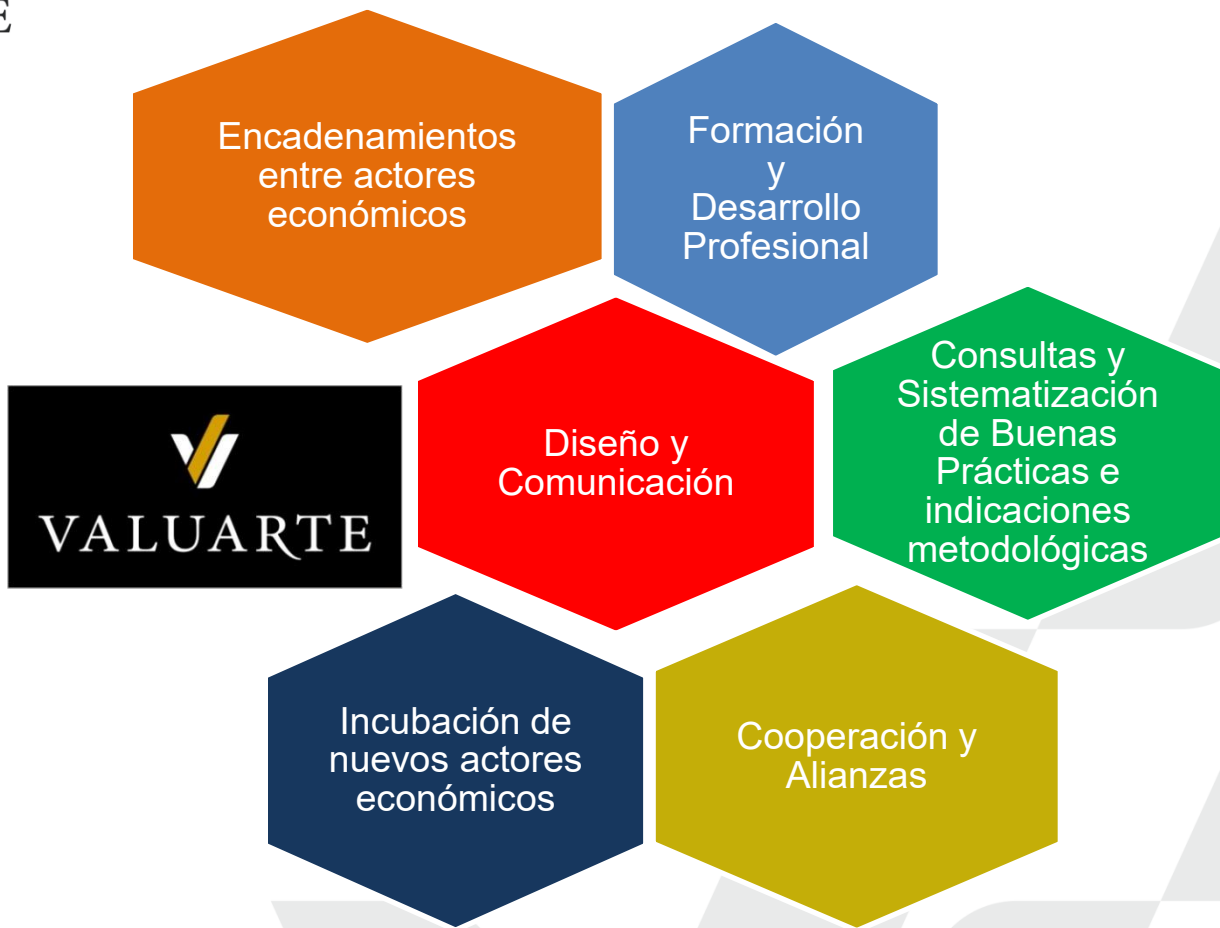 E
Encadenamientos
entre actores
económicos
Formación
y
Desarrollo
Profesional
Diseño y
Comunicación
Consultas y
Sistematización
de Buenas
Prácticas e
indicaciones
metodológicas
VALUARTE
Incubación de
nuevos actores
económicos
Cooperación y
Alianzas